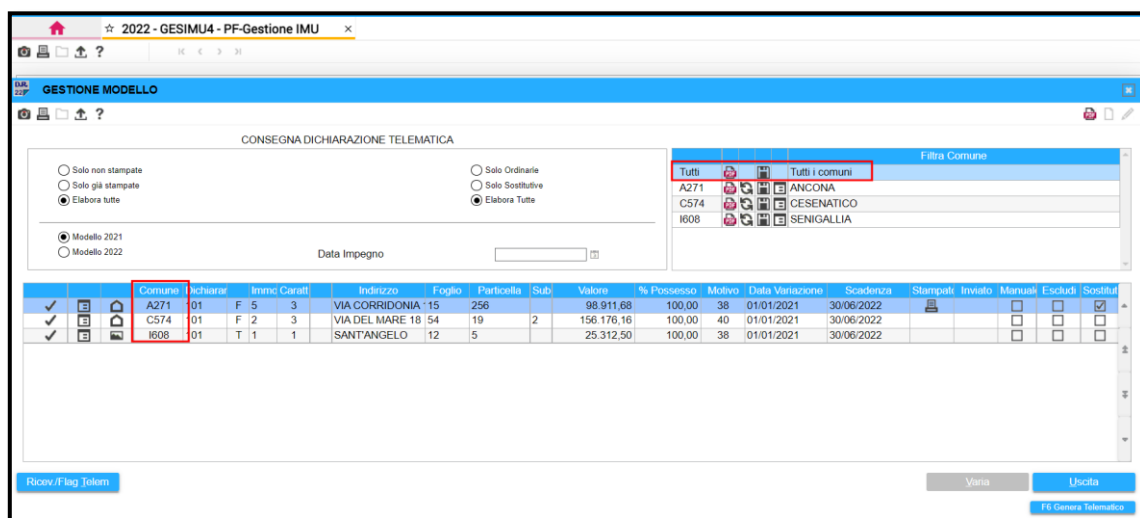 2022 - GESIMU4 - PF-Gestione IMU ×
?
GESTIONE MODELLO
?
CONSEGNA DICHIARAZIONE TELEMATICA
Solo non stampate
Solo già stampate
Elabora tutte
Solo Ordinarie
Solo Sostitutive
Elabora Tutte
Modello 2021
Modello 2022
Data Impegno
Filtra Comune
Tutti Tutti i comuni
A271 ANCONA
C574 CESENATICO
I608 SENIGALLIA
Comune Dichiarar Immo Caratt Indirizzo Foglio Particella Sub Valore % Possesso Motivo Data Variazione Scadenza Stampato Inviato Manuale Escludi Sostitut
A271 101 F 5 3 VIA CORRIDONIA 15 256 98.911,68 100,00 38 01/01/2021 30/06/2022
C574 101 F 2 3 VIA DEL MARE 18 54 19 2 156.176,16 100,00 40 01/01/2021 30/06/2022
I608 101 T 1 1 SANT'ANGELO 12 5 25.312,50 100,00 38 01/01/2021 30/06/2022
Ricev./Flag Telem
Varia
Uscita
F6 Genera Telematico